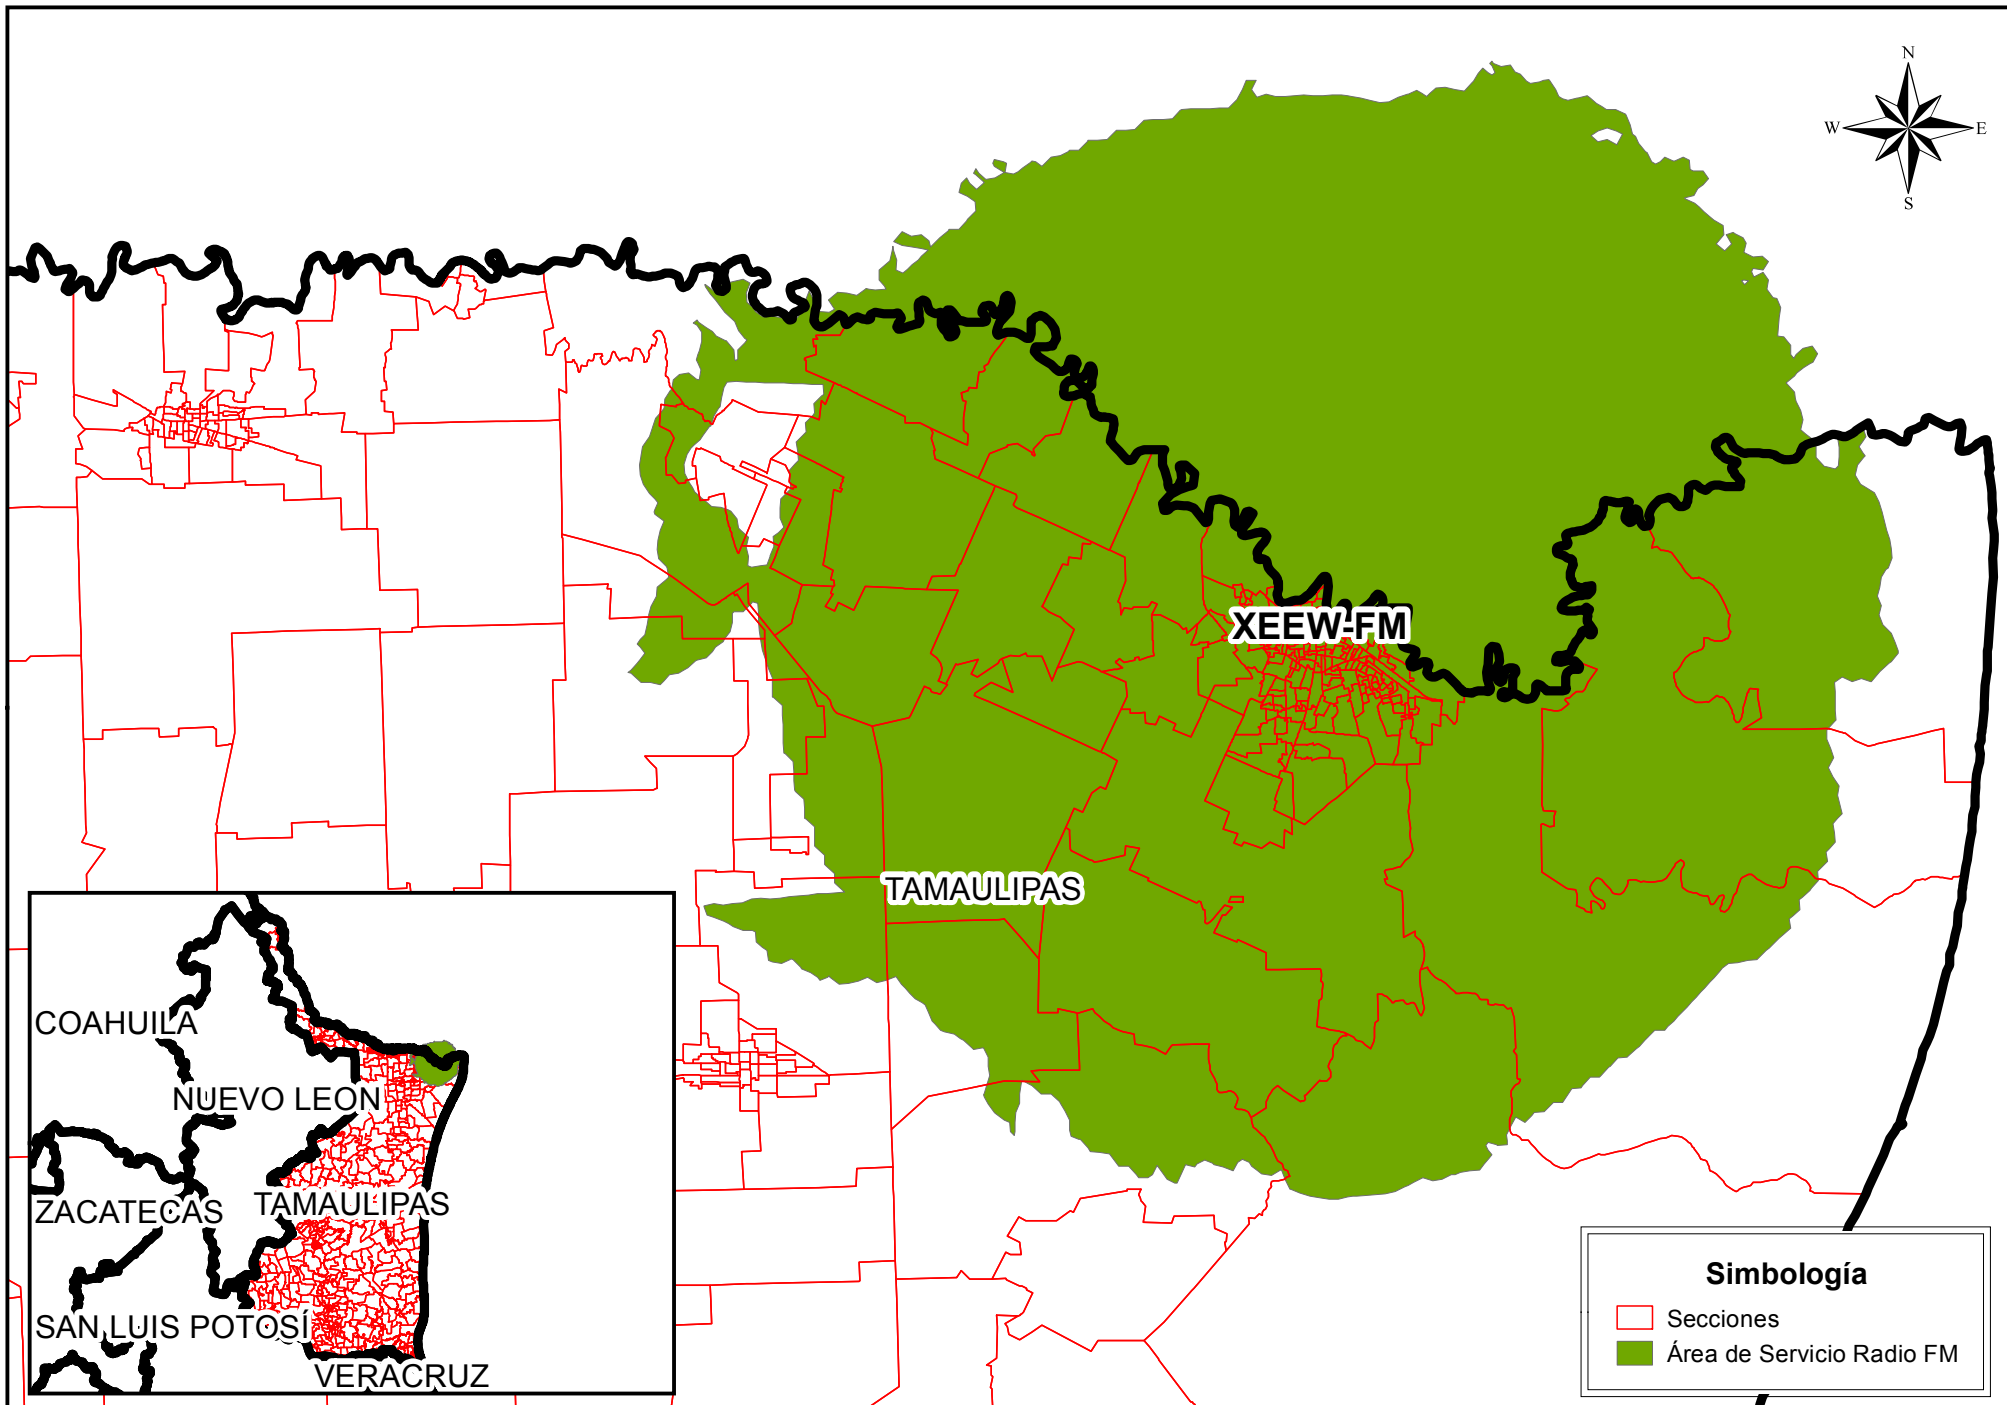 N
W E
S
XEEW-FM
TAMAULIPAS
COAHUILA
NUEVO LEON
ZACATECAS
TAMAULIPAS
SAN LUIS POTOSÍ
VERACRUZ
Simbología
Secciones
Área de Servicio Radio FM